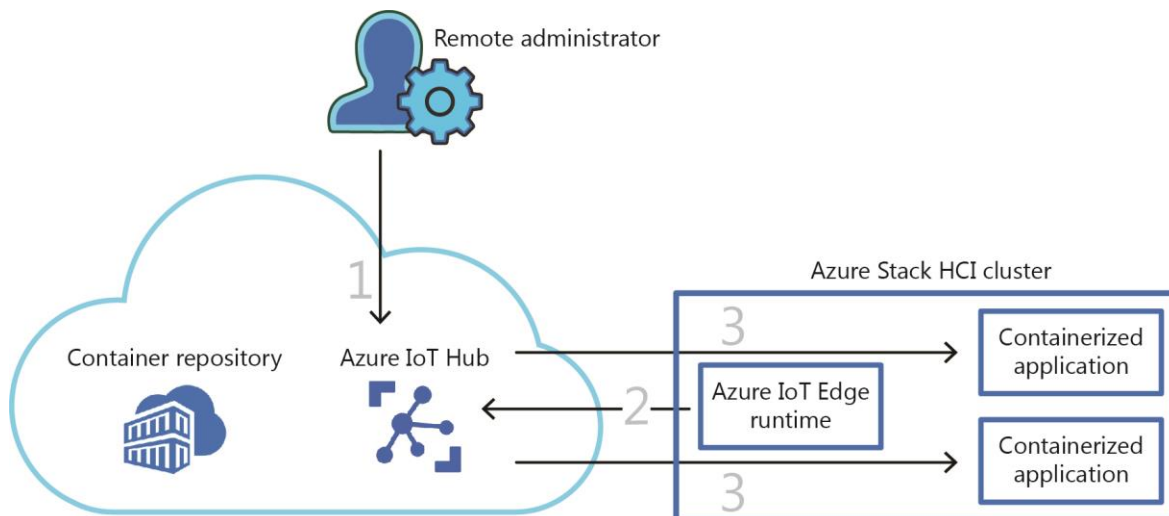 Remote administrator
1
Azure Stack HCI cluster
3
Container repository
Azure IoT Hub
Containerized
application
2
Azure IoT Edge
runtime
Containerized
application
3